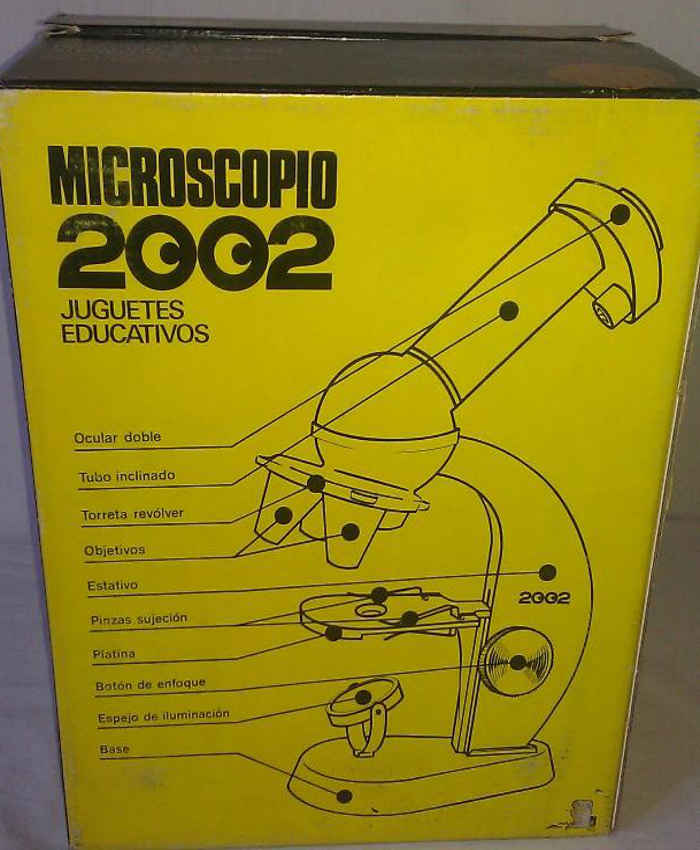 MICROSCOPIO
2002
JUGUETES
EDUCATIVOS
Ocular doble
Tubo inclinado
Torreta revólver
Objetivos
Estativo
2002
Pinzas sujeción
Platina
Botón de enfoque
Espejo de iluminación
Base